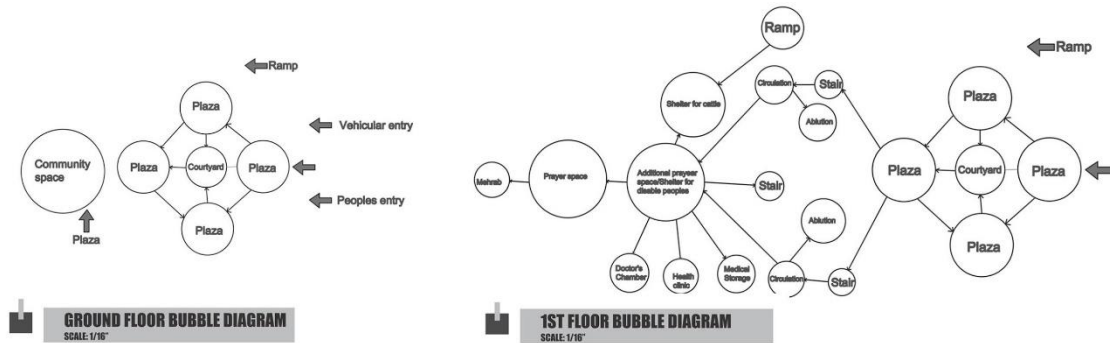 Ramp
Plaza
Vehicular entry
Community
space
Plaza
Courtyard
Plaza
Peoples entry
Plaza
Plaza
GROUND FLOOR BUBBLE DIAGRAM
SCALE: 1/16"
Ramp
Ramp
Circulation
Stair
Shelter for cattle
Ablution
Plaza
Mehrab
Prayer space
Additional prayear
space/Shelter for
disable peoples
Stair
Plaza
Courtyard
Plaza
Ablution
Plaza
Doctor's
Chamber
Health
clinic
Medical
Storage
Circulation
Stair
1ST FLOOR BUBBLE DIAGRAM
SCALE: 1/16"